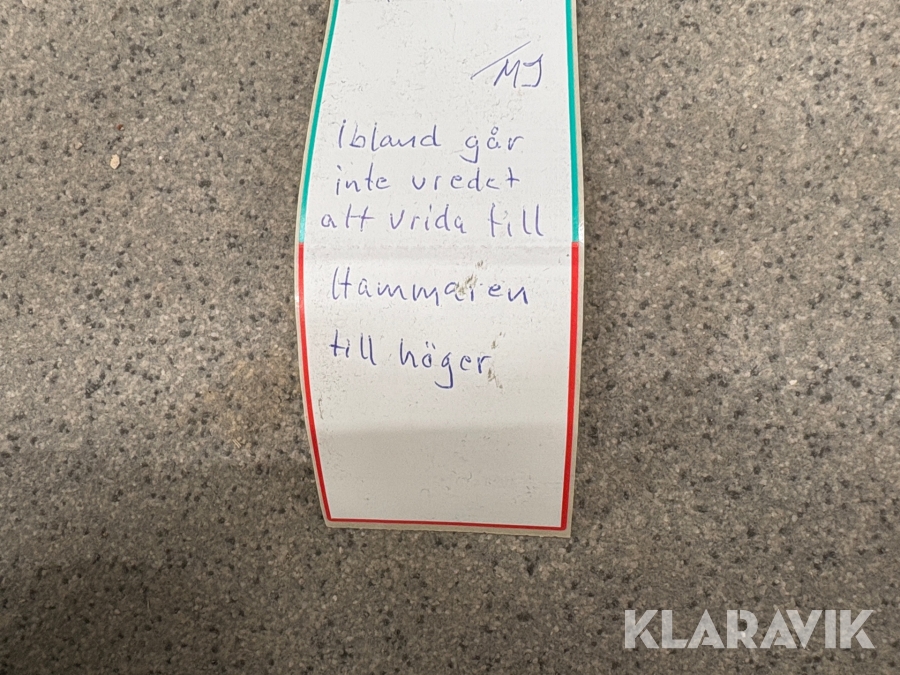 /MJ
Ibland går
inte vredet
att vrida till
Hammaren
till höger
KLARAVIK